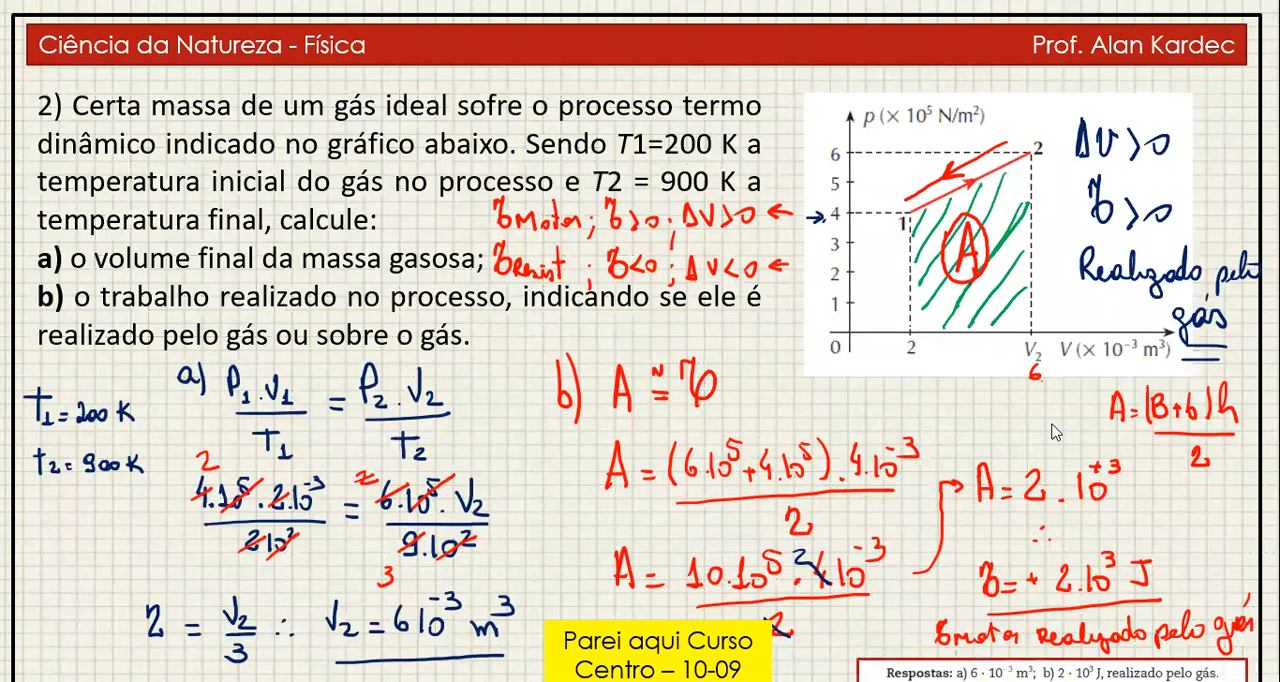 Ciência da Natureza - Física
Prof. Alan Kardec
2) Certa massa de um gás ideal sofre o processo termo
dinâmico indicado no gráfico abaixo. Sendo T1=200 K a
temperatura inicial do gás no processo e T2 = 900 K a
temperatura final, calcule:
a) o volume final da massa gasosa;
b) o trabalho realizado no processo, indicando se ele é
realizado pelo gás ou sobre o gás.
𝒢Motor; 𝒢>0; ΔV>0 ←
𝒢Resist; 𝒢<0; ΔV<0 ←
p (× 10⁵ N/m²)
6
2
5
4
1
3
A
2
1
0
2
V₂
V (× 10⁻³ m³)
6
ΔV>0
𝒢>0
Realizado pelo
gás
T₁=200 K
T₂=900 K
a) P₁.V₁/T₁ = P₂.V₂/T₂
2 2
4.10⁵.2.10⁻³/2.10² = 6.10⁵.V₂/9.10²
3
2 = V₂/3 ∴ V₂=6.10⁻³ m³
b) A ≅ᴺ 𝒢
A = (6.10⁵+4.10⁵).4.10⁻³/2
A = 10.10⁵.4.10⁻³/2
2
A=(B+b)h/2
A=2.10⁺³
∴
𝒢=+2.10³ J
𝒢motor realizado pelo gás
Parei aqui Curso
Centro – 10-09
Respostas: a) 6 · 10⁻³ m³; b) 2 · 10³ J, realizado pelo gás.